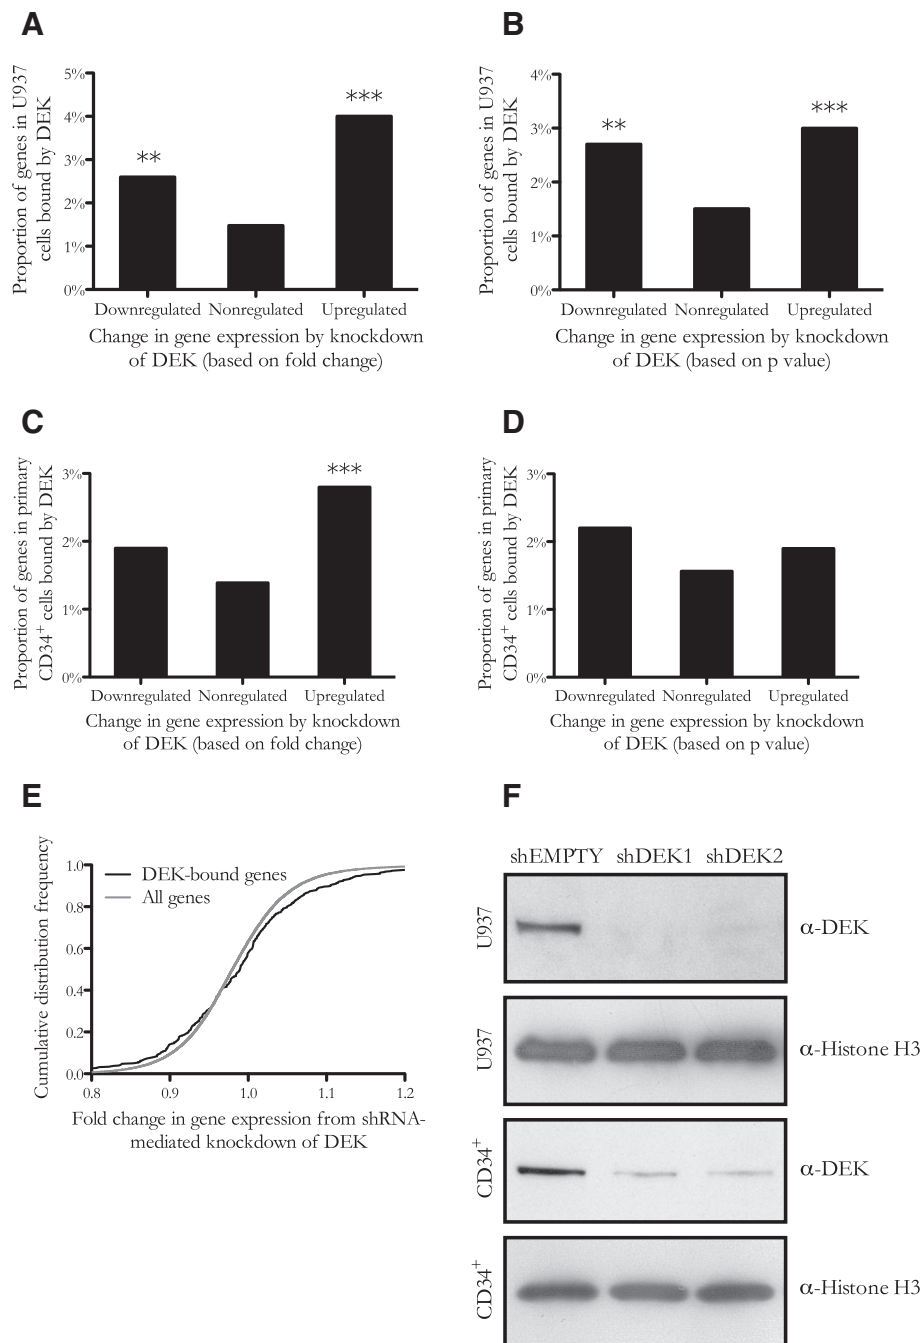 A
Proportion of genes in U937
cells bound by DEK
5%
4%
3%
2%
1%
0%
**
***
Downregulated Nonregulated Upregulated
Change in gene expression by knockdown
of DEK (based on fold change)
B
Proportion of genes in U937
cells bound by DEK
4%
3%
2%
1%
0%
**
***
Downregulated Nonregulated Upregulated
Change in gene expression by knockdown
of DEK (based on p value)
C
Proportion of genes in primary
CD34+ cells bound by DEK
3%
2%
1%
0%
***
Downregulated Nonregulated Upregulated
Change in gene expression by knockdown
of DEK (based on fold change)
D
Proportion of genes in primary
CD34+ cells bound by DEK
3%
2%
1%
0%
Downregulated Nonregulated Upregulated
Change in gene expression by knockdown
of DEK (based on p value)
E
Cumulative distribution frequency
1.0
0.8
0.6
0.4
0.2
0.0
DEK-bound genes
All genes
0.8 0.9 1.0 1.1 1.2
Fold change in gene expression from shRNA-
mediated knockdown of DEK
F
shEMPTY shDEK1 shDEK2
U937
α-DEK
U937
α-Histone H3
CD34+
α-DEK
CD34+
α-Histone H3